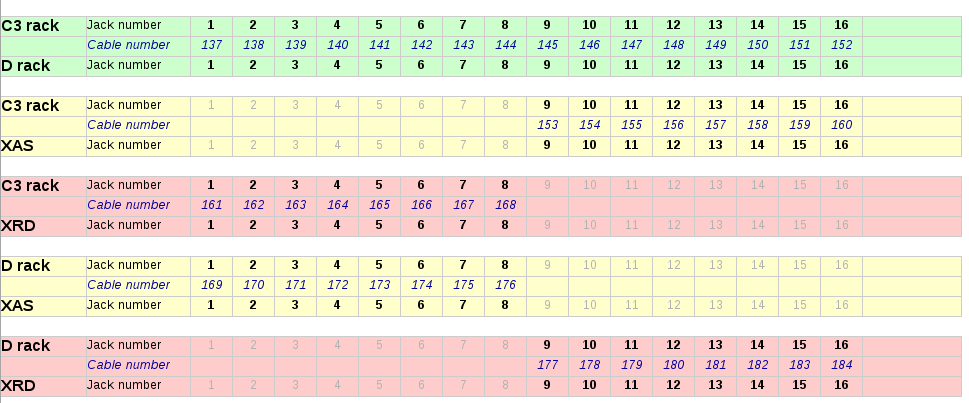 C3 rack Jack number 1 2 3 4 5 6 7 8 9 10 11 12 13 14 15 16
Cable number 137 138 139 140 141 142 143 144 145 146 147 148 149 150 151 152
D rack Jack number 1 2 3 4 5 6 7 8 9 10 11 12 13 14 15 16
C3 rack Jack number 1 2 3 4 5 6 7 8 9 10 11 12 13 14 15 16
Cable number 153 154 155 156 157 158 159 160
XAS Jack number 1 2 3 4 5 6 7 8 9 10 11 12 13 14 15 16
C3 rack Jack number 1 2 3 4 5 6 7 8 9 10 11 12 13 14 15 16
Cable number 161 162 163 164 165 166 167 168
XRD Jack number 1 2 3 4 5 6 7 8 9 10 11 12 13 14 15 16
D rack Jack number 1 2 3 4 5 6 7 8 9 10 11 12 13 14 15 16
Cable number 169 170 171 172 173 174 175 176
XAS Jack number 1 2 3 4 5 6 7 8 9 10 11 12 13 14 15 16
D rack Jack number 1 2 3 4 5 6 7 8 9 10 11 12 13 14 15 16
Cable number 177 178 179 180 181 182 183 184
XRD Jack number 1 2 3 4 5 6 7 8 9 10 11 12 13 14 15 16